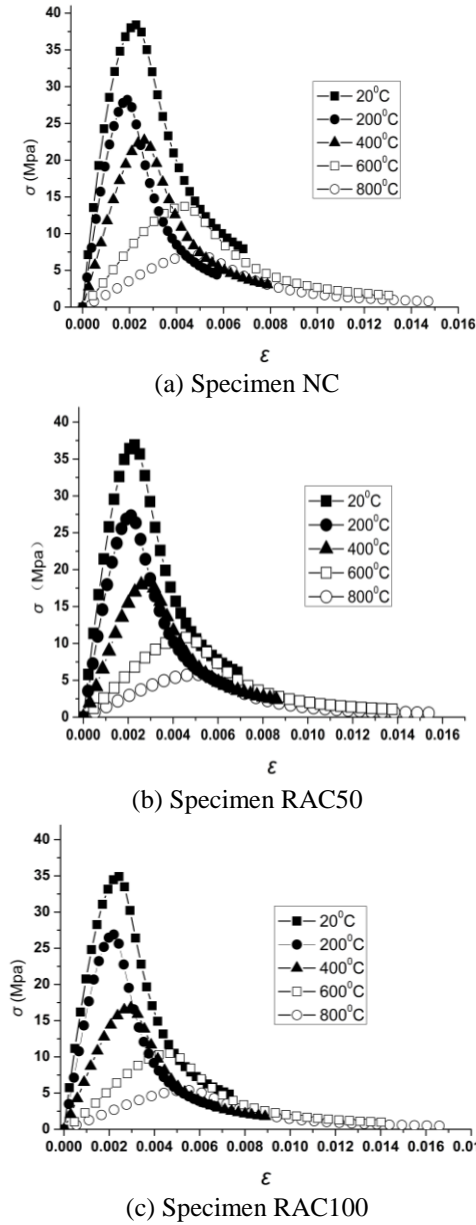 40
35
30
25
20
15
10
5
0
σ (Mpa)
20⁰C
200⁰C
400⁰C
600⁰C
800⁰C
0.000 0.002 0.004 0.006 0.008 0.010 0.012 0.014 0.016
ε
(a) Specimen NC
40
35
30
25
20
15
10
5
0
σ (Mpa)
20⁰C
200⁰C
400⁰C
600⁰C
800⁰C
0.000 0.002 0.004 0.006 0.008 0.010 0.012 0.014 0.016
ε
(b) Specimen RAC50
40
35
30
25
20
15
10
5
0
σ (Mpa)
20⁰C
200⁰C
400⁰C
600⁰C
800⁰C
0.000 0.002 0.004 0.006 0.008 0.010 0.012 0.014 0.016 0.01
ε
(c) Specimen RAC100